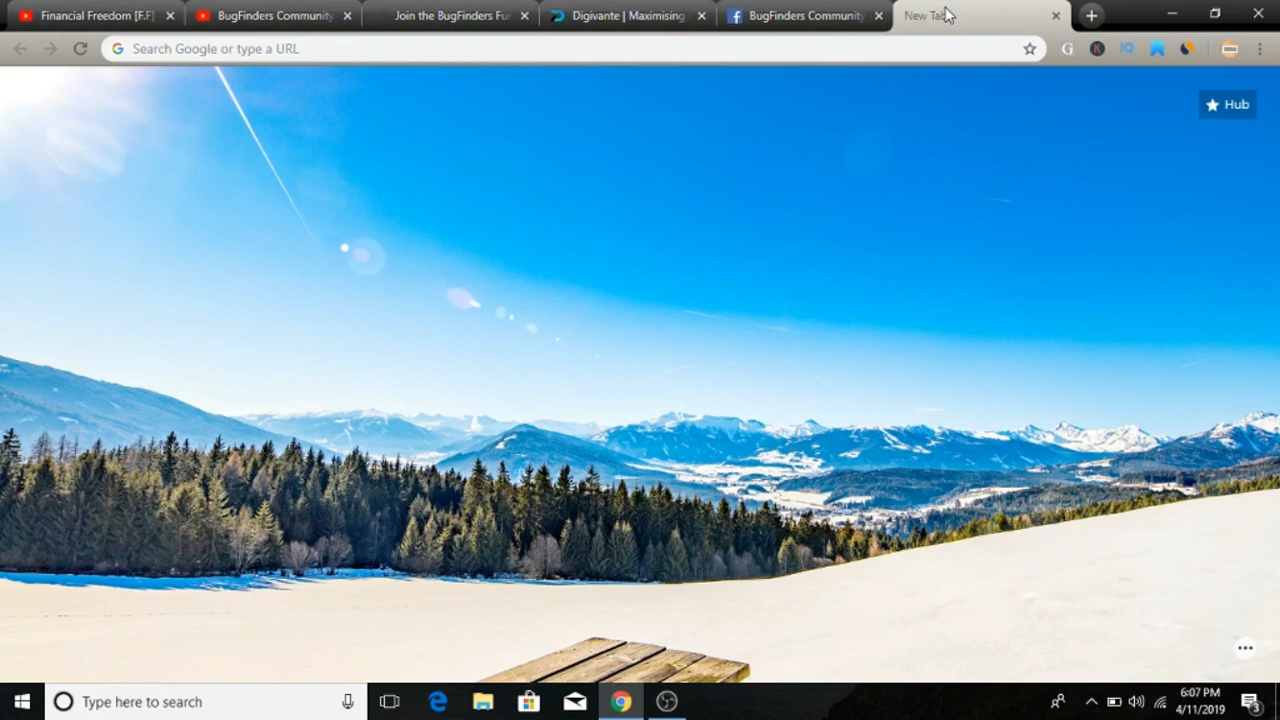 Financial Freedom [F.F]
BugFinders Community
Join the BugFinders Fu
Digivante | Maximising
BugFinders Community
New Tab
Search Google or type a URL
Hub
Type here to search
6:07 PM
4/11/2019
3